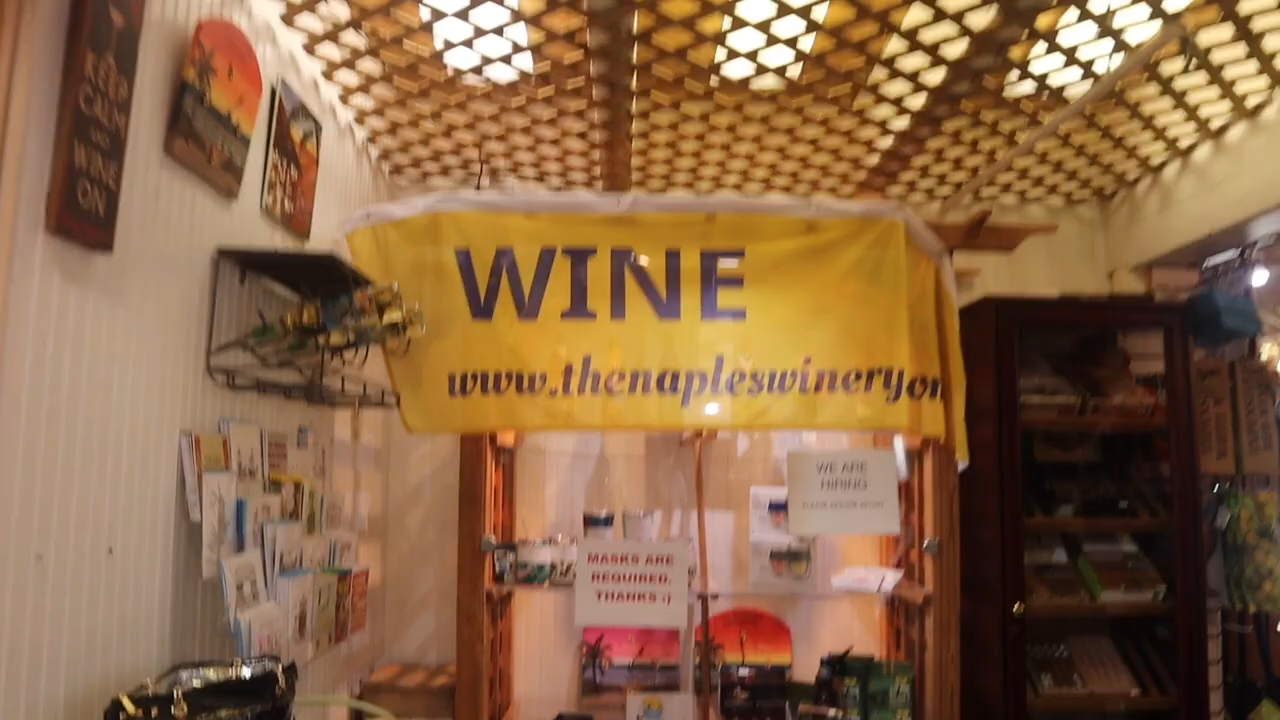 KEEP
CALM
and
WINE
ON
WINE
www.thenapleswineryon
WE ARE
HIRING
MASKS ARE
REQUIRED.
THANKS :)